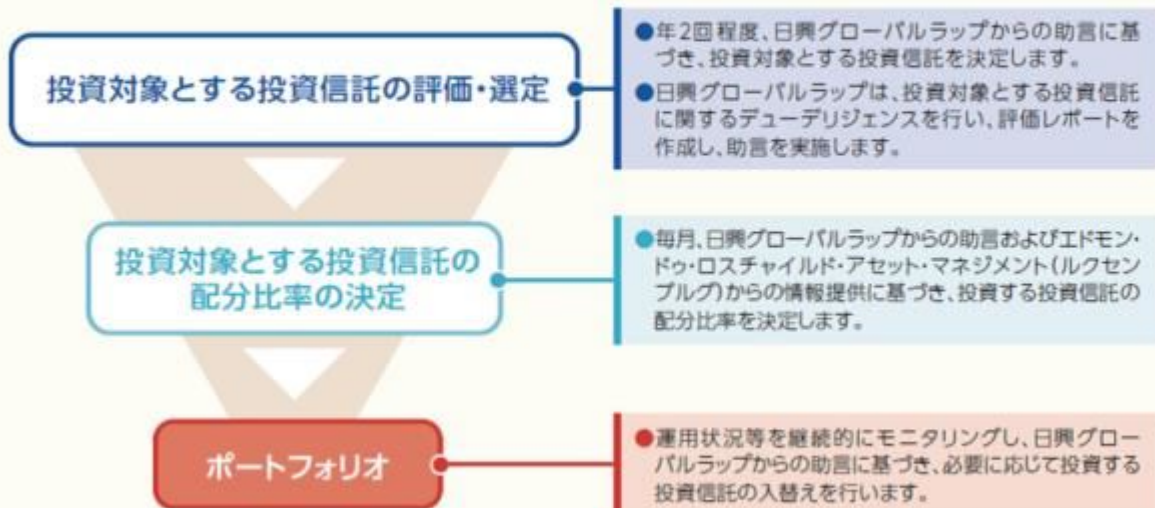 投資対象とする投資信託の評価・選定
●年2回程度、日興グローバルラップからの助言に基
づき、投資対象とする投資信託を決定します。
●日興グローバルラップは、投資対象とする投資信託
に関するデューデリジェンスを行い、評価レポートを
作成し、助言を実施します。
投資対象とする投資信託の
配分比率の決定
●毎月、日興グローバルラップからの助言およびエドモン・
ドゥ・ロスチャイルド・アセット・マネジメント(ルクセン
ブルグ)からの情報提供に基づき、投資する投資信託の
配分比率を決定します。
ポートフォリオ
●運用状況等を継続的にモニタリングし、日興グロー
バルラップからの助言に基づき、必要に応じて投資する
投資信託の入替えを行います。